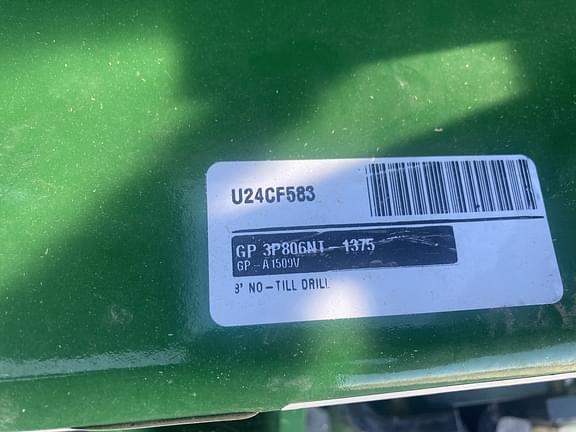 U24CF583
GP 3P806NT-1375
GP-A1509V
8' NO-TILL DRILL